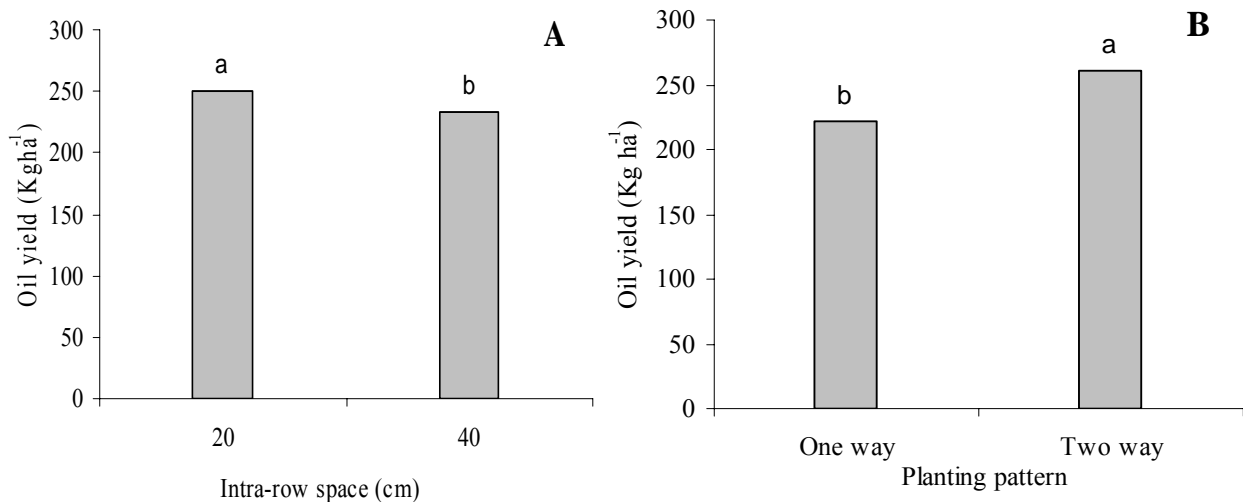 A
300
250
200
150
100
50
0
Oil yield (Kgha-1)
a
b
20
40
Intra-row space (cm)
B
300
250
200
150
100
50
0
Oil yield (Kg ha-1)
b
a
One way
Two way
Planting pattern